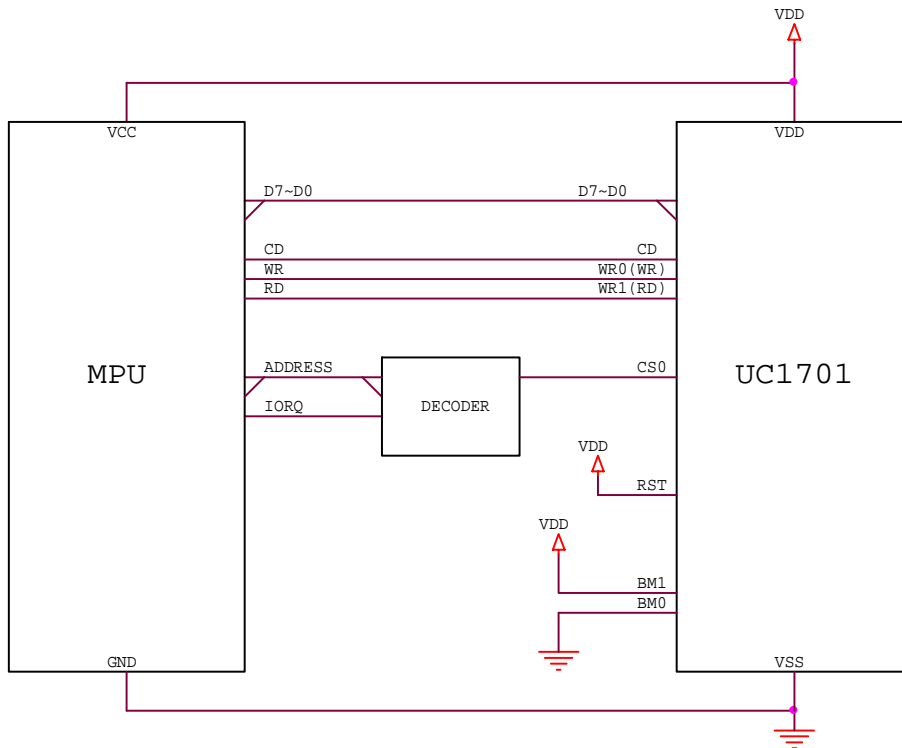 VDD
VCC VDD
D7~D0 D7~D0
CD CD
WR WR0(WR)
RD WR1(RD)
ADDRESS CS0
MPU DECODER UC1701
IORQ
VDD
RST
VDD
BM1
BM0
GND VSS